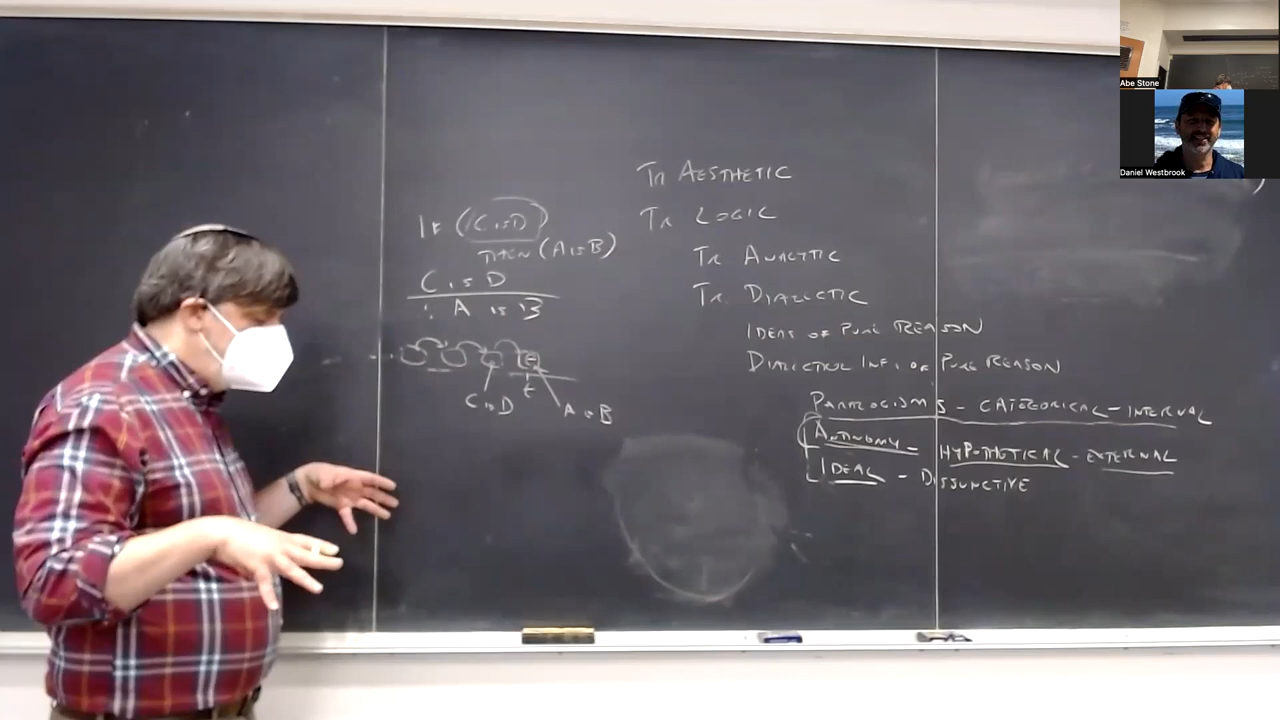 IF (C IS D)
THEN (A IS B)
C IS D
∴ A IS B
t
C IS D
A IS B
TR AESTHETIC
TR LOGIC
TR ANALYTIC
TR DIALECTIC
IDEAS OF PURE REASON
DIALECTICAL INF. OF PURE REASON
PARALOGISMS - CATEGORICAL - INTERNAL
ANTINOMY = HYPOTHETICAL - EXTERNAL
IDEAL - DISJUNCTIVE
Abe Stone
Daniel Westbrook